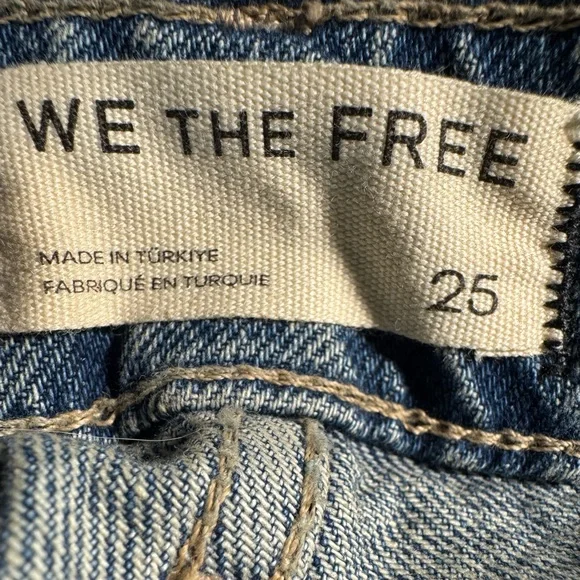 WE THE FREE
MADE IN TÜRKIYE
FABRIQUÉ EN TURQUIE
25